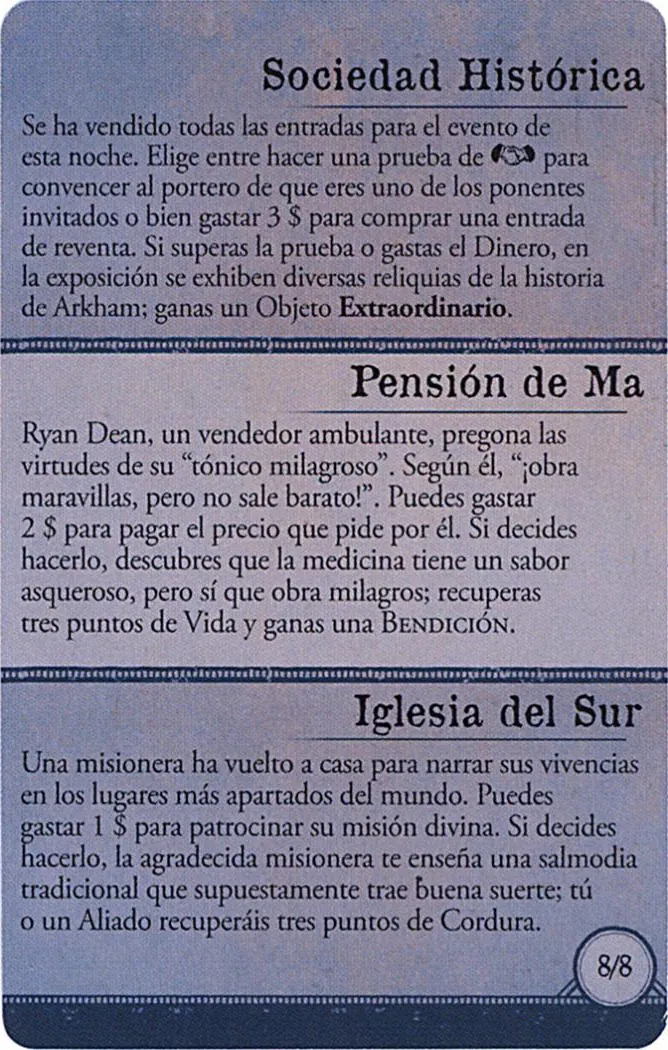 Sociedad Histórica
Se ha vendido todas las entradas para el evento de
esta noche. Elige entre hacer una prueba de para
convencer al portero de que eres uno de los ponentes
invitados o bien gastar 3 $ para comprar una entrada
de reventa. Si superas la prueba o gastas el Dinero, en
la exposición se exhiben diversas reliquias de la historia
de Arkham; ganas un Objeto Extraordinario.
Pensión de Ma
Ryan Dean, un vendedor ambulante, pregona las
virtudes de su “tónico milagroso”. Según él, “¡obra
maravillas, pero no sale barato!”. Puedes gastar
2 $ para pagar el precio que pide por él. Si decides
hacerlo, descubres que la medicina tiene un sabor
asqueroso, pero sí que obra milagros; recuperas
tres puntos de Vida y ganas una BENDICIÓN.
Iglesia del Sur
Una misionera ha vuelto a casa para narrar sus vivencias
en los lugares más apartados del mundo. Puedes
gastar 1 $ para patrocinar su misión divina. Si decides
hacerlo, la agradecida misionera te enseña una salmodia
tradicional que supuestamente trae buena suerte; tú
o un Aliado recuperáis tres puntos de Cordura.
8/8